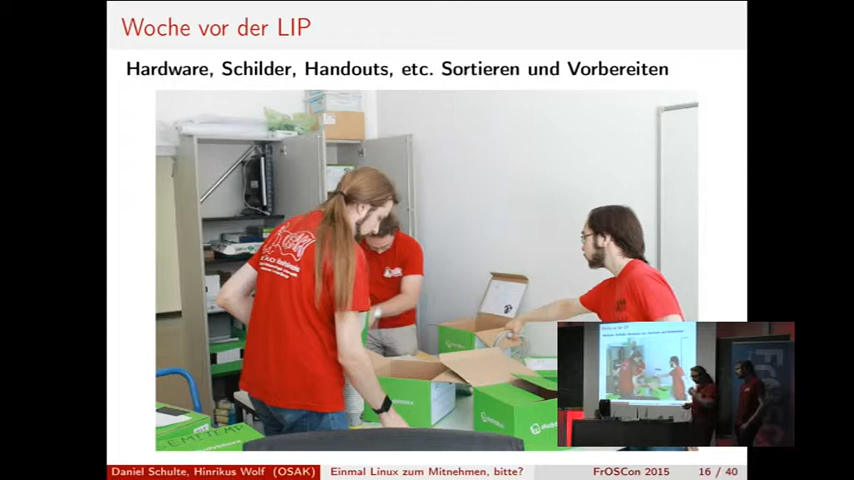 Woche vor der LIP
Hardware, Schilder, Handouts, etc. Sortieren und Vorbereiten
Daniel Schulte, Hinrikus Wolf (OSAK) Einmal Linux zum Mitnehmen, bitte? FrOSCon 2015 16 / 40